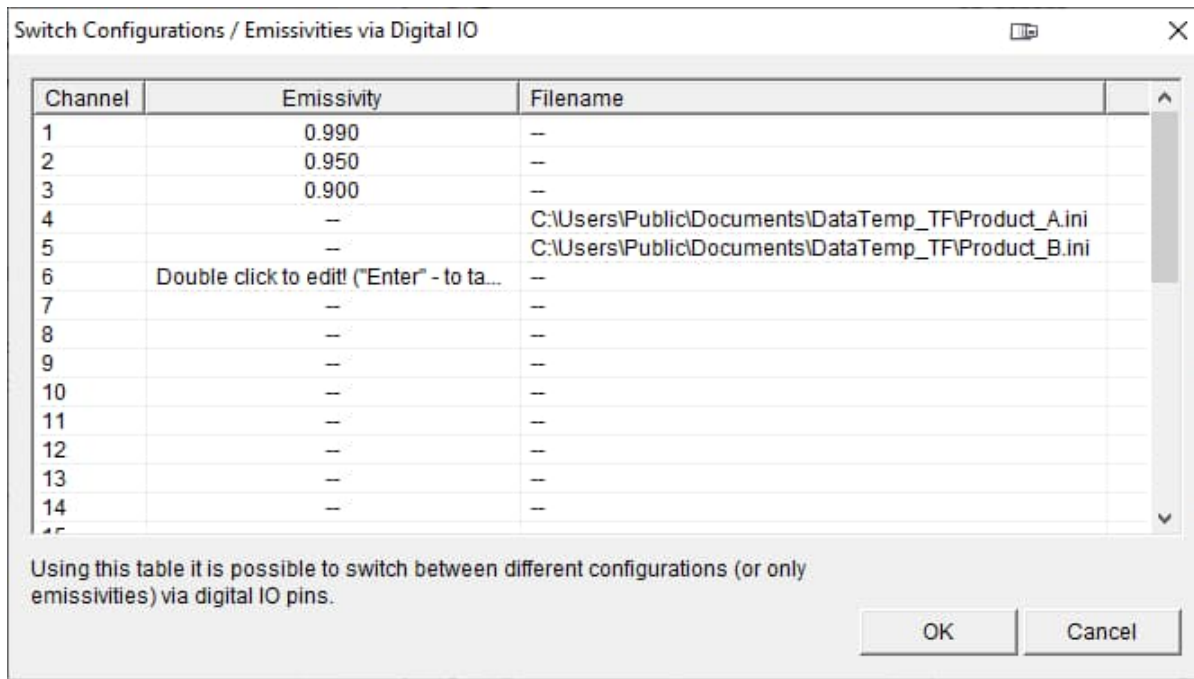 Switch Configurations / Emissivities via Digital IO
Channel Emissivity Filename
1 0.990 --
2 0.950 --
3 0.900 --
4 -- C:\Users\Public\Documents\DataTemp_TF\Product_A.ini
5 -- C:\Users\Public\Documents\DataTemp_TF\Product_B.ini
6 Double click to edit! ("Enter" - to ta... --
7 -- --
8 -- --
9 -- --
10 -- --
11 -- --
12 -- --
13 -- --
14 -- --
Using this table it is possible to switch between different configurations (or only
emissivities) via digital IO pins.
OK Cancel